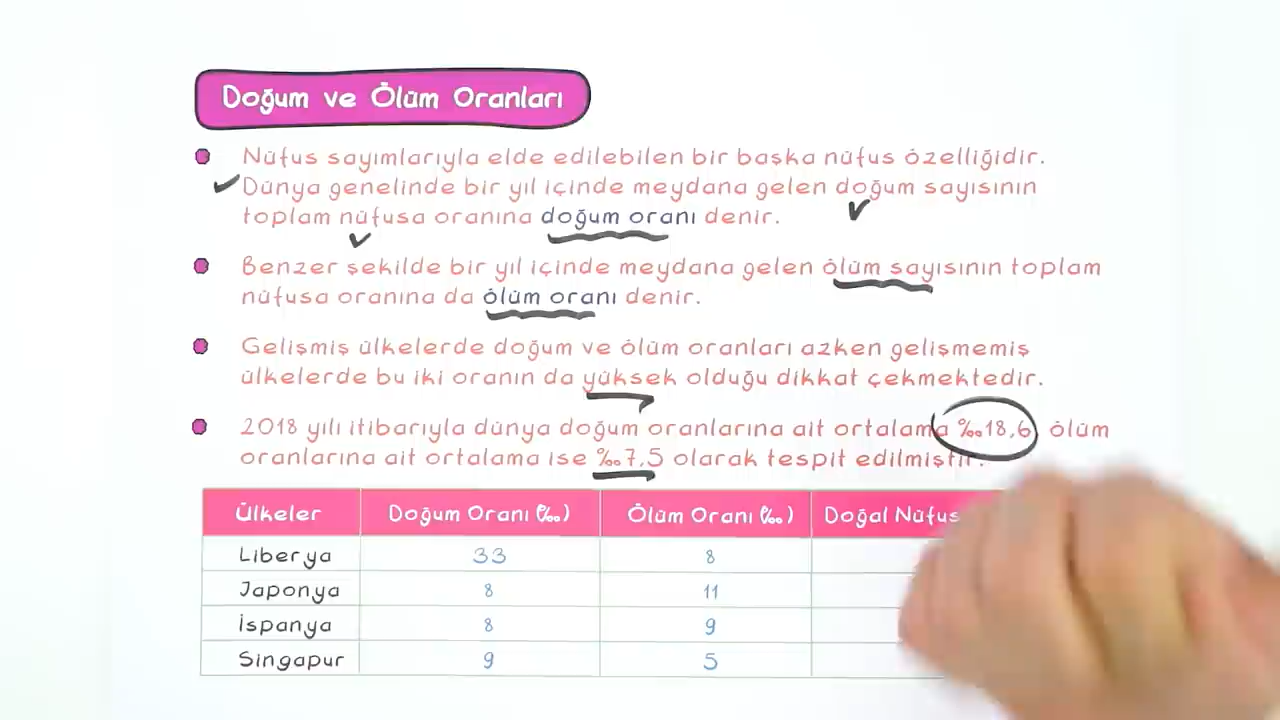 Doğum ve Ölüm Oranları
Nüfus sayımlarıyla elde edilebilen bir başka nüfus özelliğidir.
Dünya genelinde bir yıl içinde meydana gelen doğum sayısının
toplam nüfusa oranına doğum oranı denir.
Benzer şekilde bir yıl içinde meydana gelen ölüm sayısının toplam
nüfusa oranına da ölüm oranı denir.
Gelişmiş ülkelerde doğum ve ölüm oranları azken gelişmemiş
ülkelerde bu iki oranın da yüksek olduğu dikkat çekmektedir.
2018 yılı itibarıyla dünya doğum oranlarına ait ortalama ‰18,6 ölüm
oranlarına ait ortalama ise ‰7,5 olarak tespit edilmiştir.
Ülkeler Doğum Oranı (‰) Ölüm Oranı (‰) Doğal Nüfus
Liberya 33 8
Japonya 8 11
İspanya 8 9
Singapur 9 5